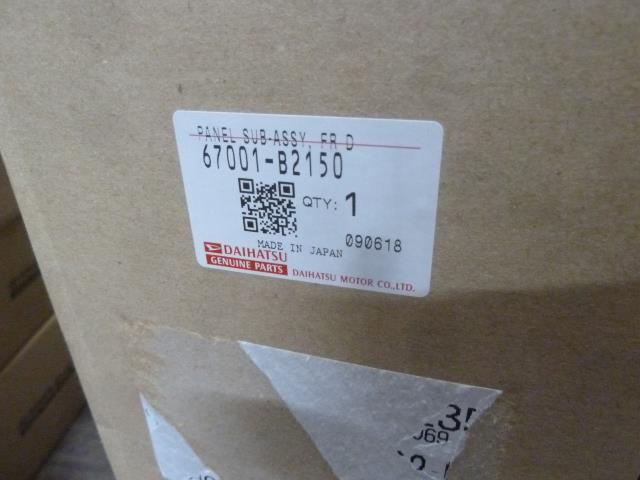 PANEL SUB-ASSY, FR D
67001-B2150
QTY: 1
MADE IN JAPAN 090618
DAIHATSU
GENUINE PARTS
DAIHATSU MOTOR CO.,LTD.